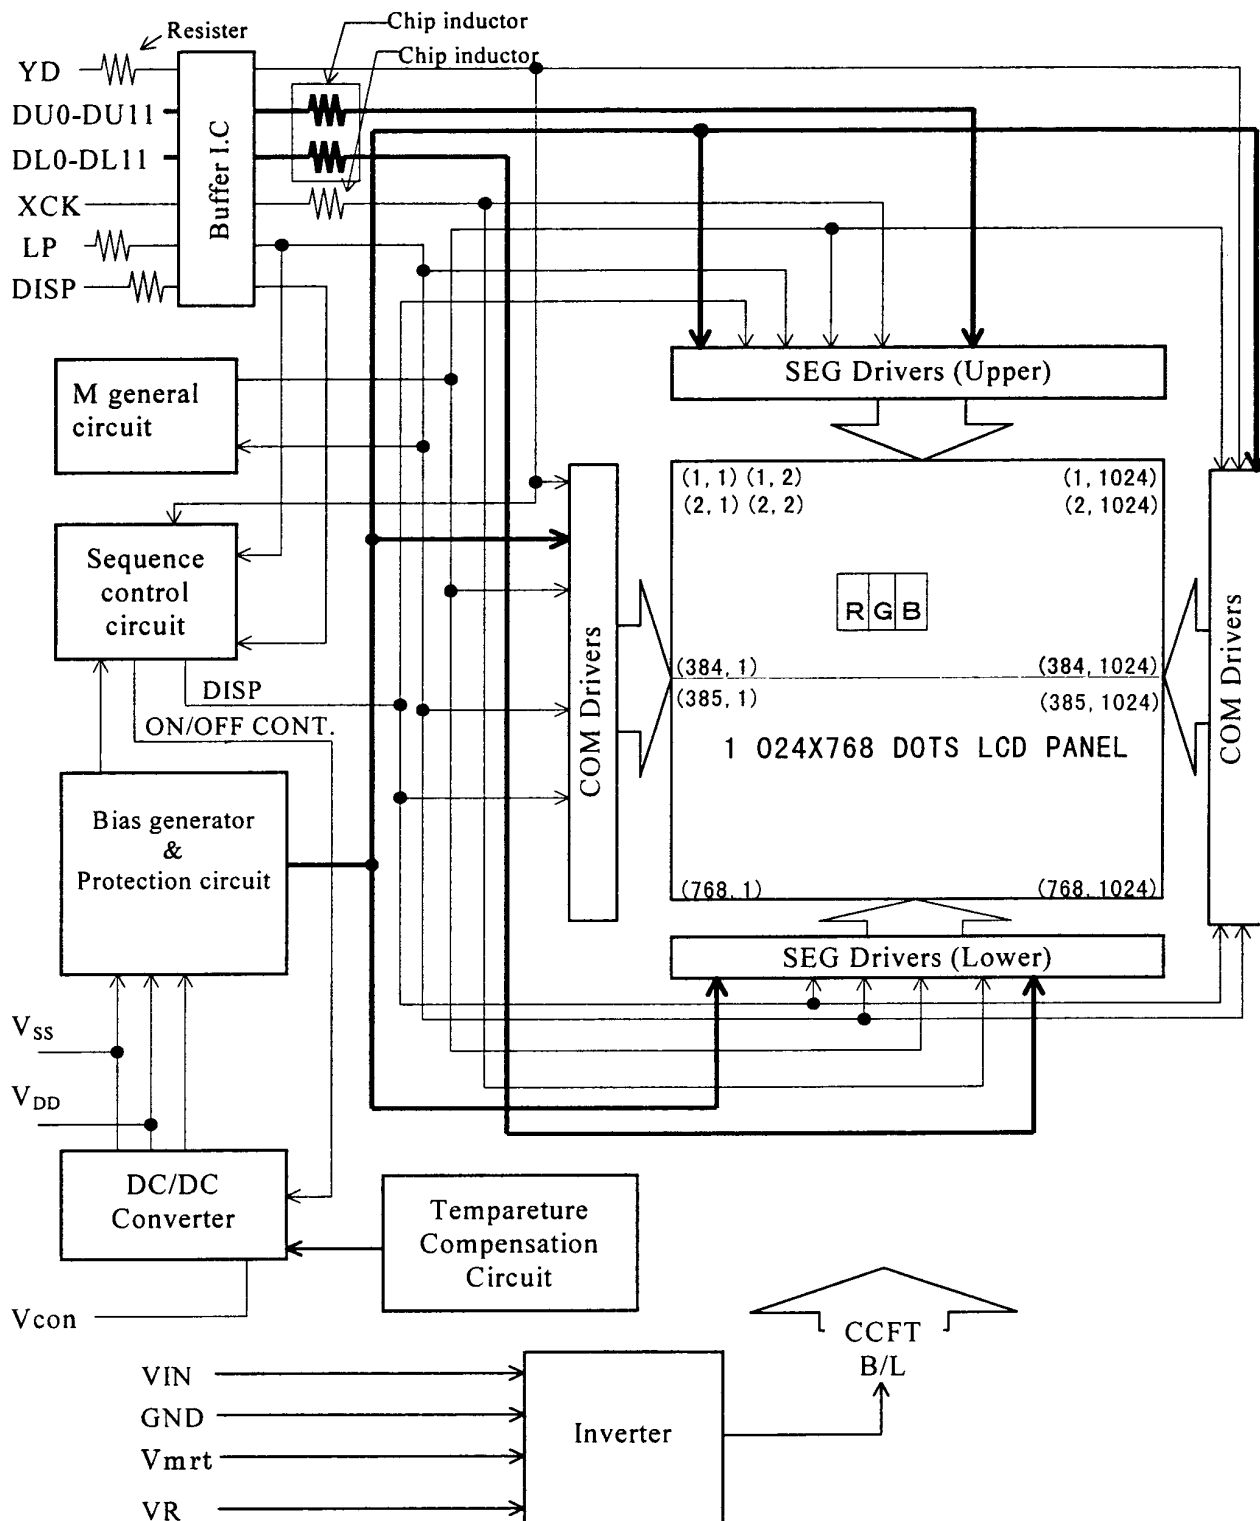 Resister
Chip inductor
Chip inductor
YD
DU0-DU11
DL0-DL11
XCK
LP
DISP
Buffer I.C
M general
circuit
SEG Drivers (Upper)
(1, 1) (1, 2)
(1, 1024)
(2, 1) (2, 2)
(2, 1024)
Sequence
control
circuit
R G B
COM Drivers
COM Drivers
(384, 1)
(384, 1024)
(385, 1)
(385, 1024)
DISP
ON/OFF CONT.
1 024X768 DOTS LCD PANEL
Bias generator
&
Protection circuit
(768, 1)
(768, 1024)
SEG Drivers (Lower)
VSS
VDD
DC/DC
Converter
Tempareture
Compensation
Circuit
Vcon
CCFT
B/L
VIN
GND
Vmrt
VR
Inverter